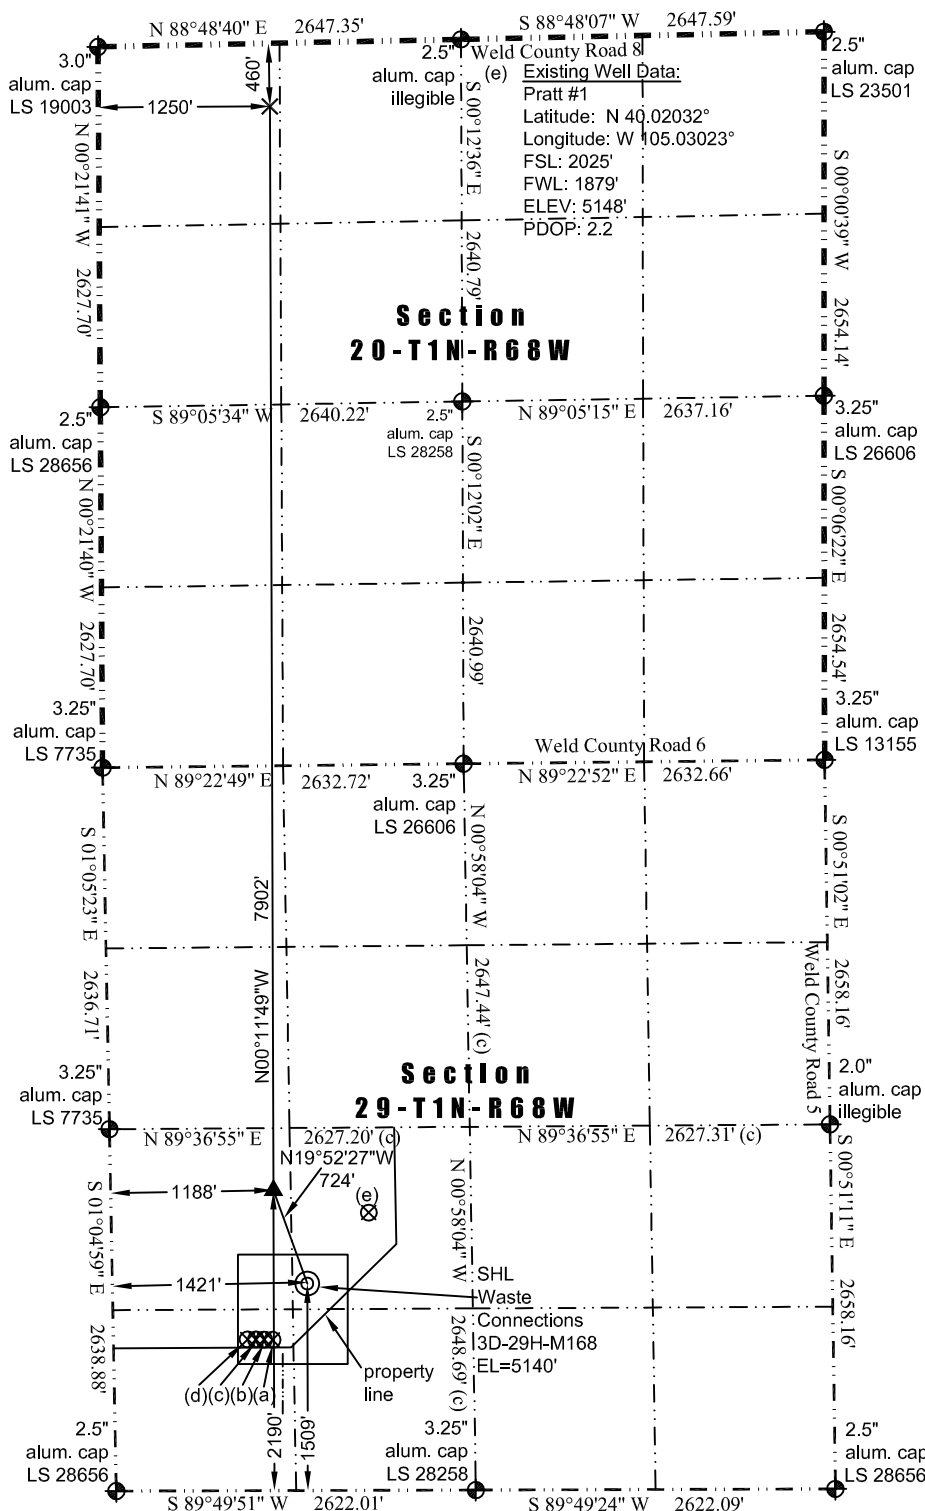 N 88°48'40" E 2647.35'
S 88°48'07" W 2647.59'
3.0"
alum. cap
LS 19003
460'
1250'
2.5"
alum. cap
illegible
Weld County Road 8
2.5"
alum. cap
LS 23501
(e) Existing Well Data:
Pratt #1
Latitude: N 40.02032°
Longitude: W 105.03023°
FSL: 2025'
FWL: 1879'
ELEV: 5148'
PDOP: 2.2
N 00°21'41" W 2627.70'
S 00°12'36" E 2640.79'
S 00°00'39" W 2654.14'
Section
20-T1N-R68W
2.5"
alum. cap
LS 28656
S 89°05'34" W 2640.22'
2.5"
alum. cap
LS 28258
N 89°05'15" E 2637.16'
3.25"
alum. cap
LS 26606
N 00°21'40" W 2627.70'
S 00°12'02" E 2640.99'
S 00°06'22" E 2654.54'
3.25"
alum. cap
LS 7735
Weld County Road 6
3.25"
alum. cap
LS 13155
N 89°22'49" E 2632.72'
3.25"
alum. cap
LS 26606
N 89°22'52" E 2632.66'
S 01°05'23" E 2636.71'
N00°11'49"W 7902'
N 00°58'04" W 2647.44' (c)
S 00°51'02" E 2658.16'
Weld County Road 5
Section
29-T1N-R68W
3.25"
alum. cap
LS 7735
2.0"
alum. cap
illegible
N 89°36'55" E 2627.20' (c)
N 89°36'55" E 2627.31' (c)
N19°52'27"W
724'
1188'
(e)
S 01°04'59" E 2638.88'
1421'
N 00°58'04" W 2648.69' (c)
S 00°51'11" E 2658.16'
SHL
Waste
Connections
3D-29H-M168
EL=5140'
property
line
(d)(c)(b)(a)
2190'
1509'
2.5"
alum. cap
LS 28656
3.25"
alum. cap
LS 28258
2.5"
alum. cap
LS 28656
S 89°49'51" W 2622.01'
S 89°49'24" W 2622.09'